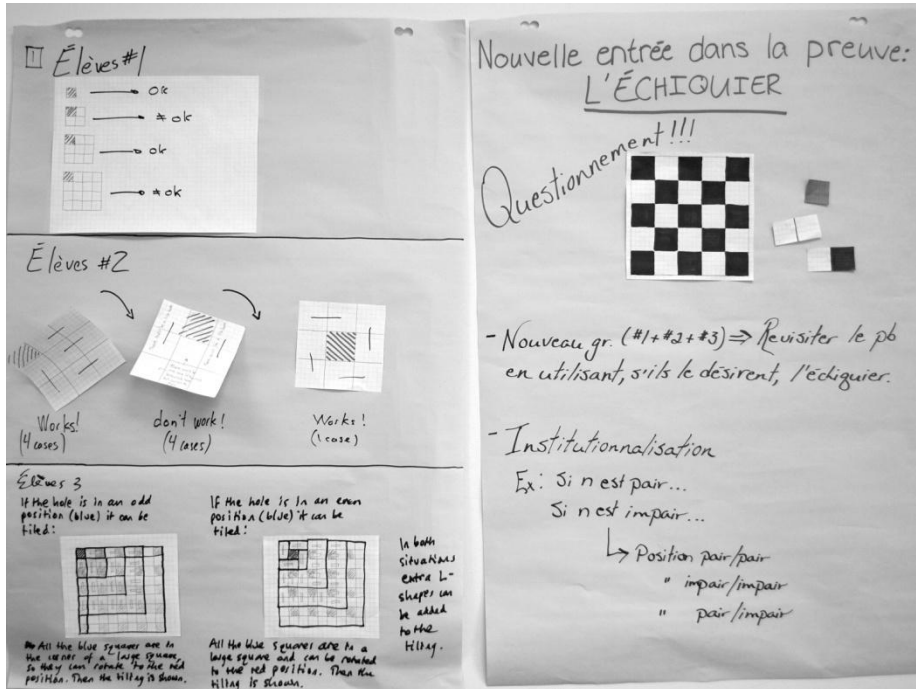 1
Élèves #1
OK
≠ ok
ok
≠ ok
Élèves #2
Works!
(4 cases)
don't work!
(4 cases)
Works!
(1 case)
Elèves 3
If the hole is in an odd
position (blue) it can be
tiled:
All the blue squares are in
the corner of a large square,
so they can rotate to the red
position. Then the tiling is shown.
If the hole is in an even
position (blue) it can be
tiled:
All the blue squares are in a
large square and can be rotated
to the red position. Then the
tiling is shown.
In both
situations
extra L-
shapes can
be added
to the
tiling.
Nouvelle entrée dans la preuve:
L'ÉCHIQUIER
Questionnement!!!
- Nouveau gr. (#1+#2+#3) ⇒ Revisiter le pb
en utilisant, s'ils le désirent, l'échiquier.
- Institutionnalisation
Ex: Si n est pair...
Si n est impair...
↳ Position pair/pair
" impair/impair
" pair/impair